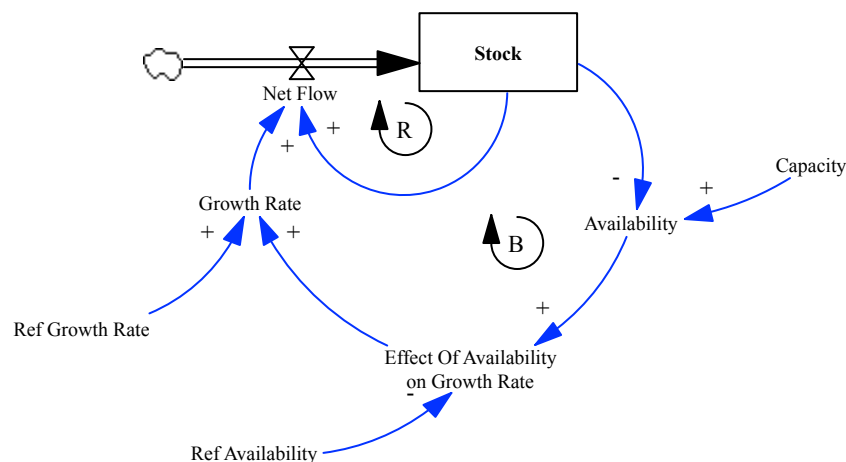 Stock
Net Flow
+
R
+
+
-
+
Capacity
Growth Rate
Availability
+
+
B
+
Ref Growth Rate
Effect Of Availability
on Growth Rate
-
Ref Availability